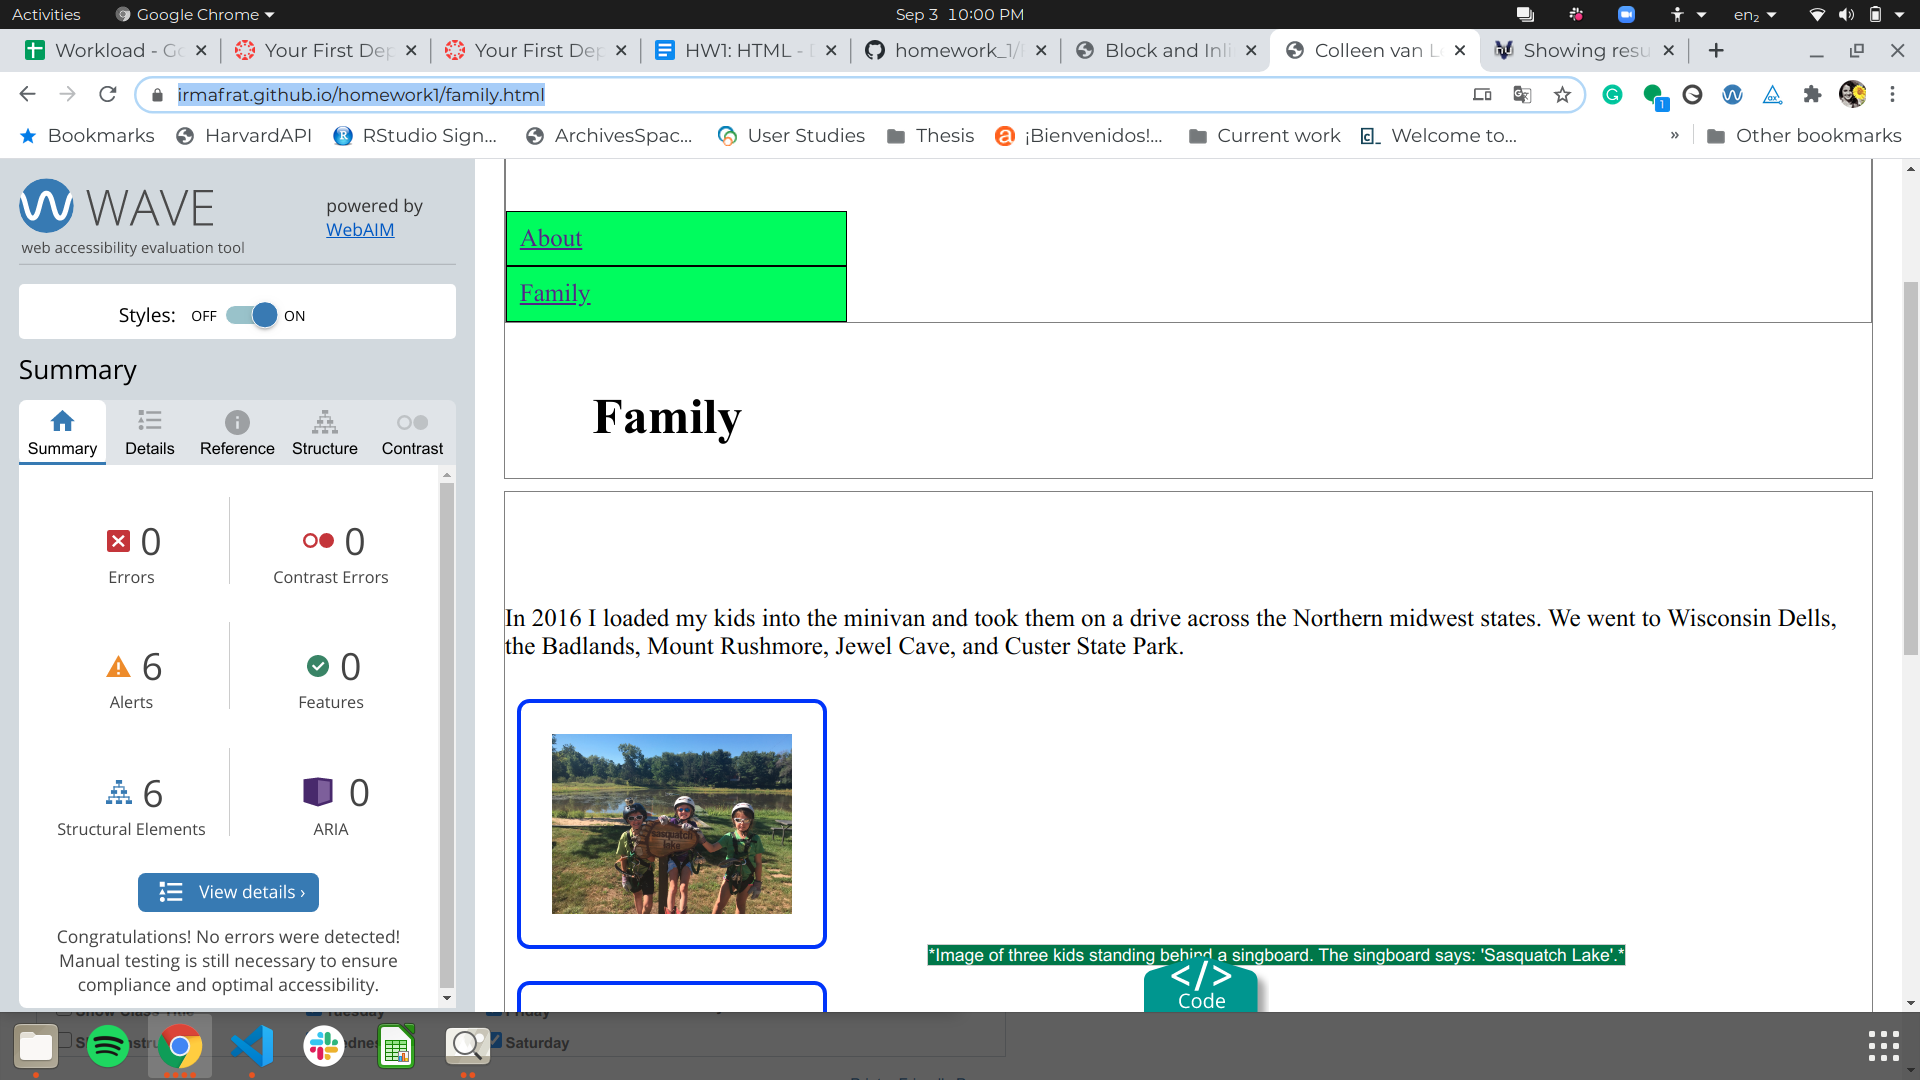 Activities Google Chrome Sep 3 10:00 PM en₂
Workload - Go Your First Dep Your First Dep HW1: HTML - homework_1/ Block and Inli Colleen van L Showing resu
irmafrat.github.io/homework1/family.html
1
Bookmarks HarvardAPI RStudio Sign... ArchivesSpac... User Studies Thesis ¡Bienvenidos!... Current work Welcome to... » Other bookmarks
WAVE
powered by
WebAIM
web accessibility evaluation tool
Styles: OFF ON
Summary
Summary Details Reference Structure Contrast
0 Errors
0 Contrast Errors
6 Alerts
0 Features
6 Structural Elements
0 ARIA
View details ›
Congratulations! No errors were detected!
Manual testing is still necessary to ensure
compliance and optimal accessibility.
About
Family
Family
In 2016 I loaded my kids into the minivan and took them on a drive across the Northern midwest states. We went to Wisconsin Dells,
the Badlands, Mount Rushmore, Jewel Cave, and Custer State Park.
Sasquatch
lake
*Image of three kids standing behind a singboard. The singboard says: 'Sasquatch Lake'.*
</>
Code
Tuesday Friday
Saturday